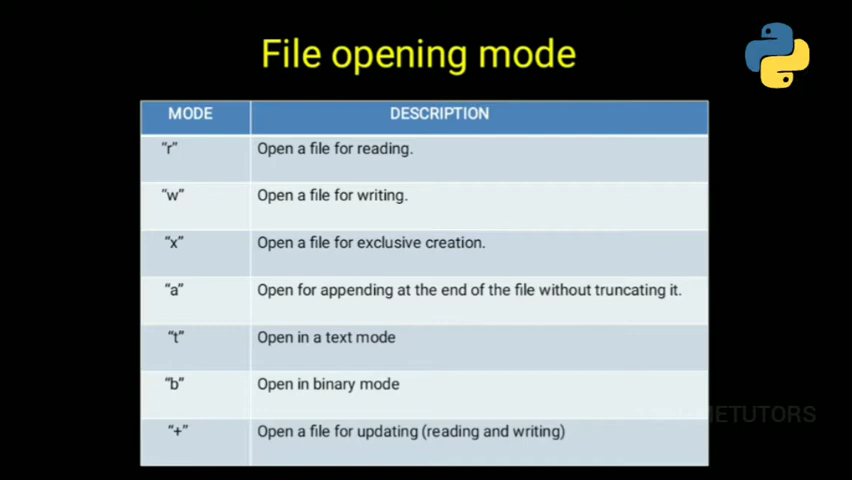 File opening mode
MODE DESCRIPTION
“r” Open a file for reading.
“w” Open a file for writing.
“x” Open a file for exclusive creation.
“a” Open for appending at the end of the file without truncating it.
“t” Open in a text mode
“b” Open in binary mode
“+” Open a file for updating (reading and writing)